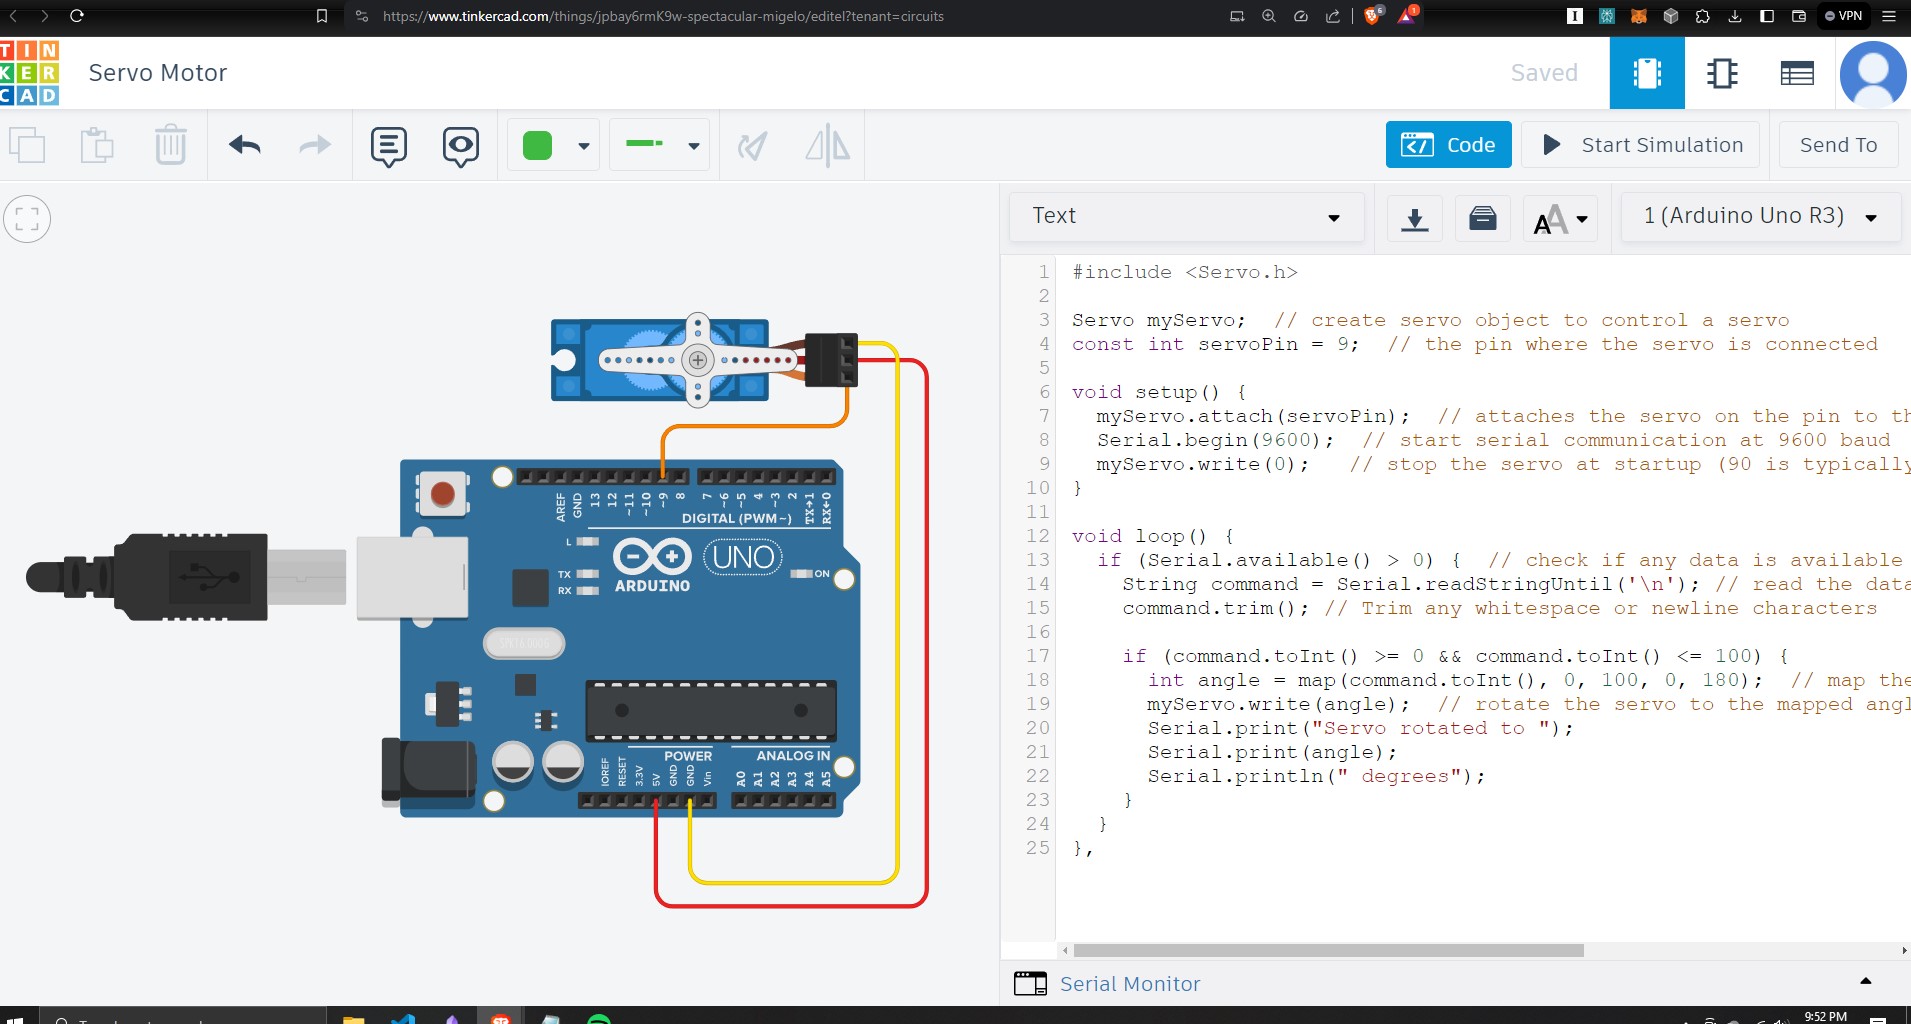 https://www.tinkercad.com/things/jpbay6rmK9w-spectacular-migelo/editel?tenant=circuits
6
1
VPN
TIN
KER
CAD
Servo Motor
Saved
Code
Start Simulation
Send To
Text
AA
1 (Arduino Uno R3)
1 #include <Servo.h>
2
3 Servo myServo;  // create servo object to control a servo
4 const int servoPin = 9;  // the pin where the servo is connected
5
6 void setup() {
7   myServo.attach(servoPin);  // attaches the servo on the pin to th
8   Serial.begin(9600);  // start serial communication at 9600 baud
9   myServo.write(0);   // stop the servo at startup (90 is typically
10 }
11
12 void loop() {
13   if (Serial.available() > 0) {  // check if any data is available
14     String command = Serial.readStringUntil('\n'); // read the data
15     command.trim(); // Trim any whitespace or newline characters
16
17     if (command.toInt() >= 0 && command.toInt() <= 100) {
18       int angle = map(command.toInt(), 0, 100, 0, 180);  // map the
19       myServo.write(angle);  // rotate the servo to the mapped angl
20       Serial.print("Servo rotated to ");
21       Serial.print(angle);
22       Serial.println(" degrees");
23     }
24   }
25 },
AREF GND 13 12 ~11 ~10 ~9 8 7 ~6 ~5 4 ~3 2 TX→1 RX←0
DIGITAL (PWM~)
L
TX
RX
ARDUINO
UNO
ON
POWER
ANALOG IN
IOREF RESET 3.3V 5V GND GND Vin A0 A1 A2 A3 A4 A5
Serial Monitor
9:52 PM